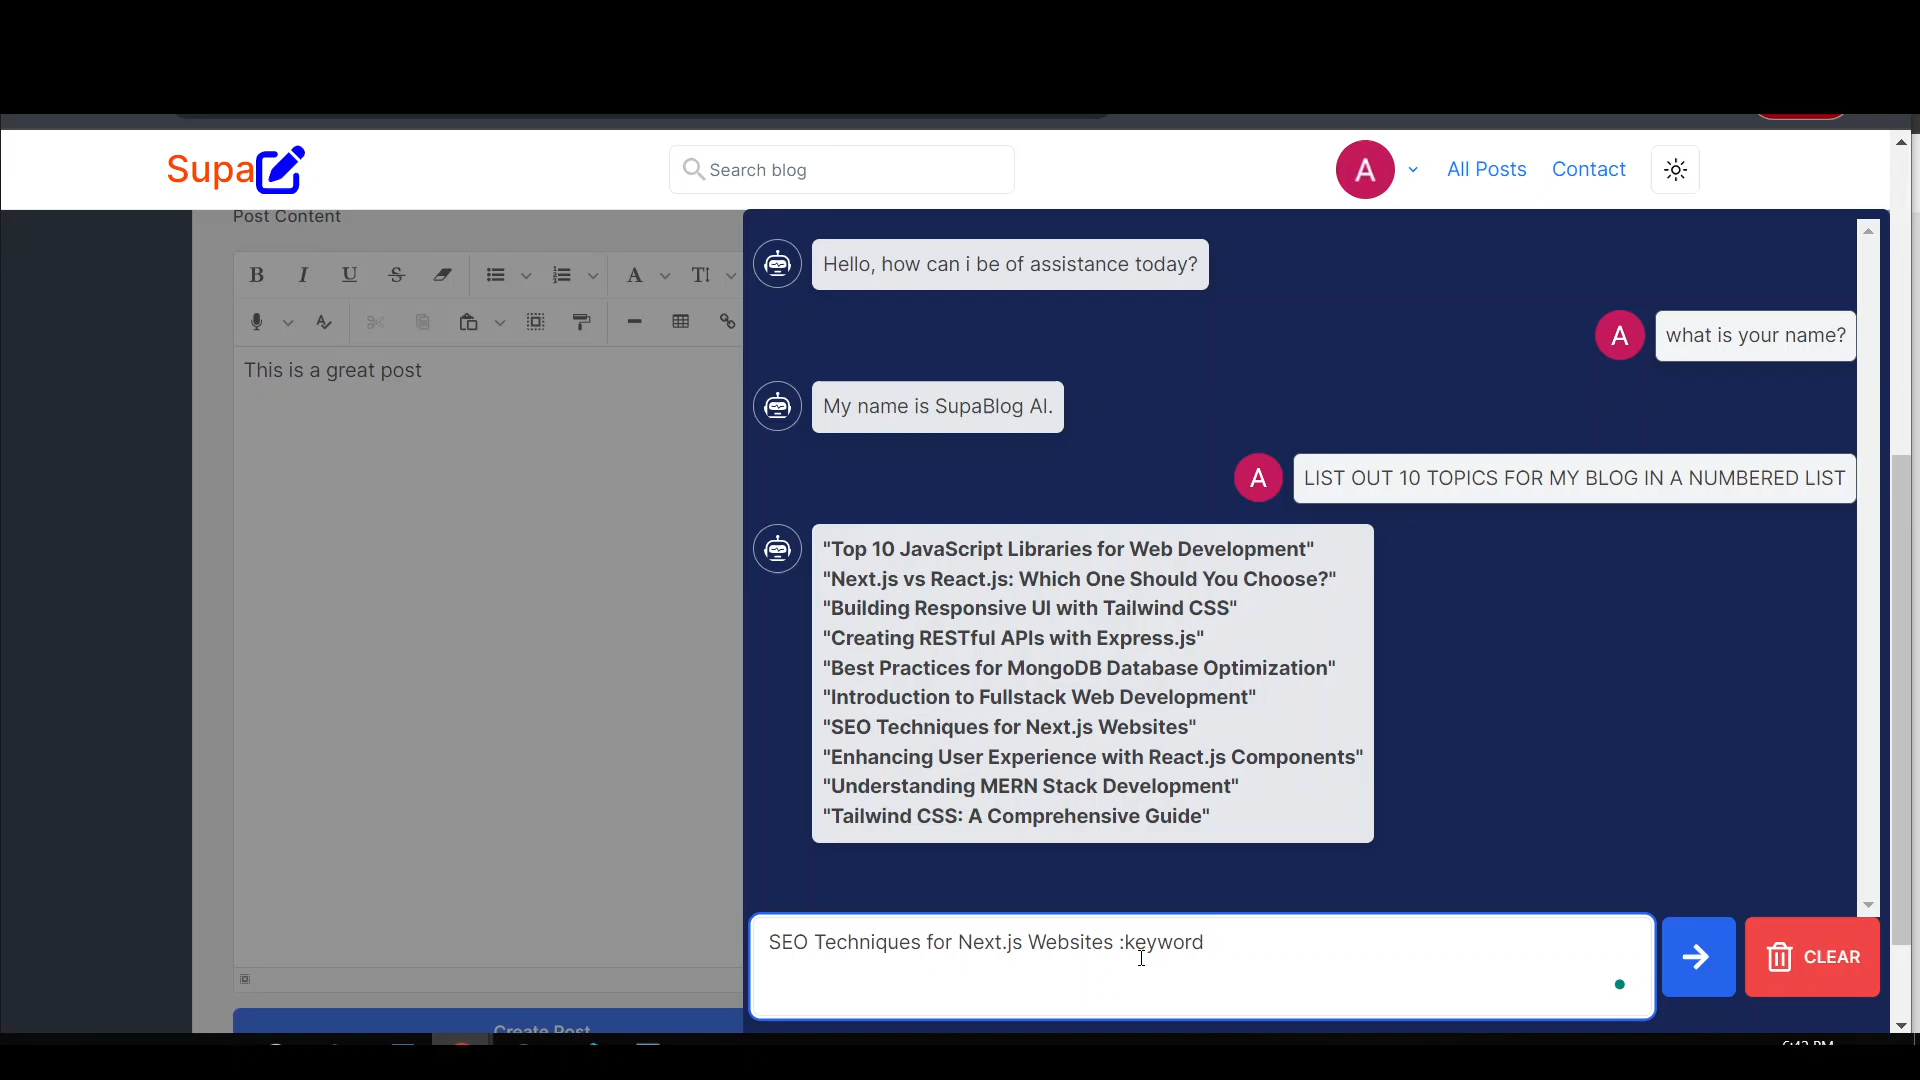 Supa
Search blog
A
All Posts
Contact
Post Content
B I U S A T
This is a great post
Hello, how can i be of assistance today?
A
what is your name?
My name is SupaBlog AI.
A
LIST OUT 10 TOPICS FOR MY BLOG IN A NUMBERED LIST
"Top 10 JavaScript Libraries for Web Development"
"Next.js vs React.js: Which One Should You Choose?"
"Building Responsive UI with Tailwind CSS"
"Creating RESTful APIs with Express.js"
"Best Practices for MongoDB Database Optimization"
"Introduction to Fullstack Web Development"
"SEO Techniques for Next.js Websites"
"Enhancing User Experience with React.js Components"
"Understanding MERN Stack Development"
"Tailwind CSS: A Comprehensive Guide"
SEO Techniques for Next.js Websites :keyword
CLEAR
Create Post